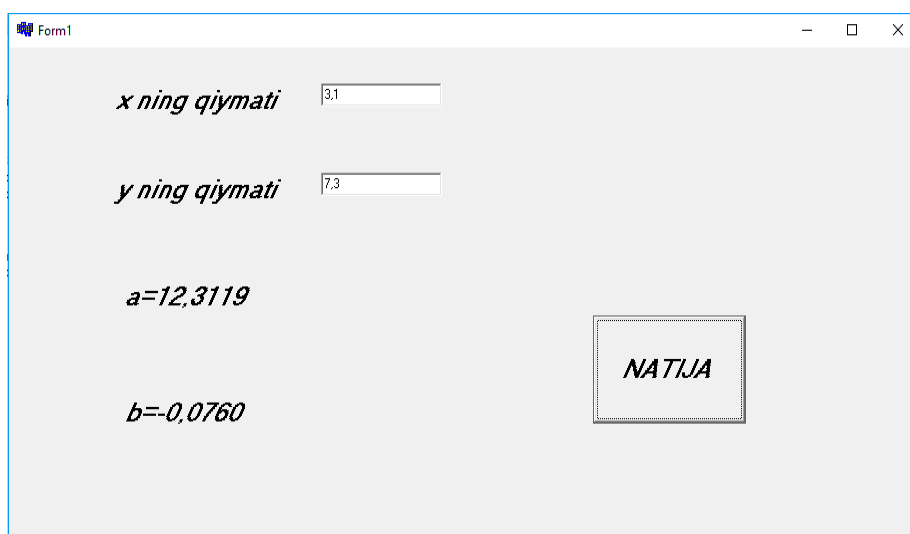 Form1
x ning qiymati 3,1
y ning qiymati 7,3
a=12,3119
b=-0,0760
NATIJA